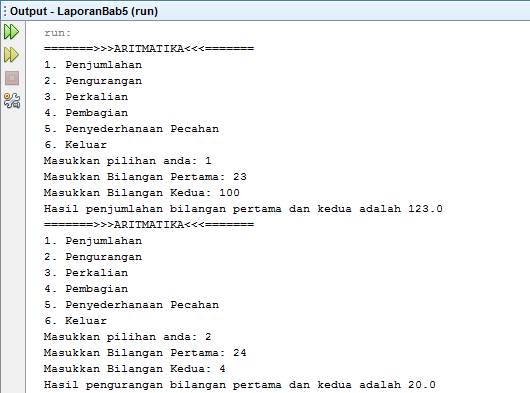 Output - LaporanBab5 (run)
run:
=======>>>ARITMATIKA<<<=======
1. Penjumlahan
2. Pengurangan
3. Perkalian
4. Pembagian
5. Penyederhanaan Pecahan
6. Keluar
Masukkan pilihan anda: 1
Masukkan Bilangan Pertama: 23
Masukkan Bilangan Kedua: 100
Hasil penjumlahan bilangan pertama dan kedua adalah 123.0
=======>>>ARITMATIKA<<<=======
1. Penjumlahan
2. Pengurangan
3. Perkalian
4. Pembagian
5. Penyederhanaan Pecahan
6. Keluar
Masukkan pilihan anda: 2
Masukkan Bilangan Pertama: 24
Masukkan Bilangan Kedua: 4
Hasil pengurangan bilangan pertama dan kedua adalah 20.0